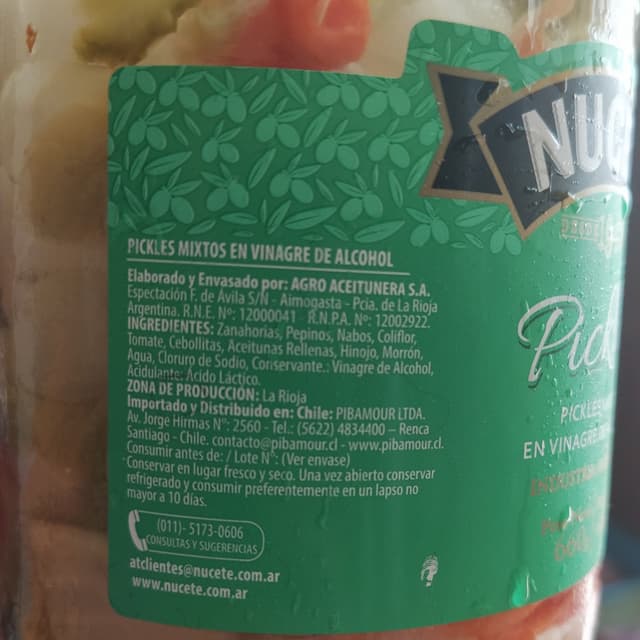 PICKLES MIXTOS EN VINAGRE DE ALCOHOL
Elaborado y Envasado por: AGRO ACEITUNERA S.A.
Espectación F. de Ávila S/N - Aimogasta - Pcia. de La Rioja
Argentina. R.N.E. Nº: 12000041 R.N.P.A. Nº: 12002922.
INGREDIENTES: Zanahorias, Pepinos, Nabos, Coliflor,
Tomate, Cebollitas, Aceitunas Rellenas, Hinojo, Morrón,
Agua, Cloruro de Sodio, Conservante.: Vinagre de Alcohol,
Acidulante: Ácido Láctico.
ZONA DE PRODUCCIÓN: La Rioja
Importado y Distribuido en: Chile: PIBAMOUR LTDA.
Av. Jorge Hirmas Nº: 2560 - Tel.: (5622) 4834400 – Renca
Santiago - Chile. contacto@pibamour.cl - www.pibamour.cl.
Consumir antes de: / Lote Nº: (Ver envase)
Conservar en lugar fresco y seco. Una vez abierto conservar
refrigerado y consumir preferentemente en un lapso no
mayor a 10 días.
(011)- 5173-0606
CONSULTAS Y SUGERENCIAS
atclientes@nucete.com.ar
www.nucete.com.ar
NUC
Pick
PICKLES
EN VINAGRE